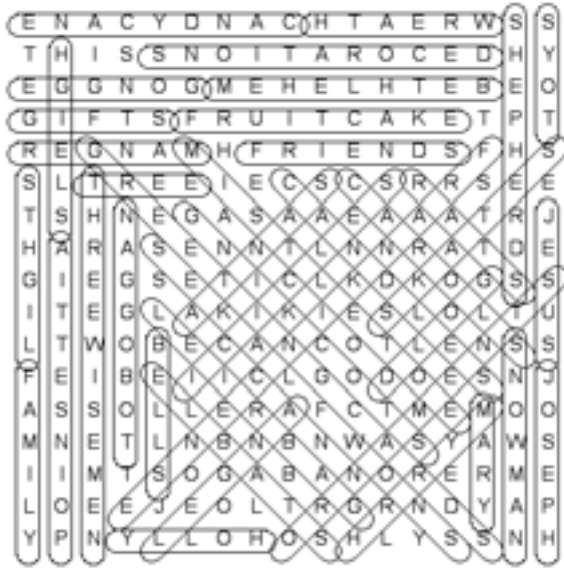 E N A C Y D N A C H T A E R W S S
T H I S S N O I T A R O C E D H Y
E G G N O G M E H E L H T E B E O
G I F T S F R U I T C A K E T P T
R E G N A M H F R I E N D S F H S
S L T R E E I E C S C S R R S E E
T S H N E G A S A A E A A A T R J
H A R A S E N N T L N N R A T D E
G I E G S E T I C L K D K O G S S
I T E G L A K I K I E S L O L T U
L T W O B E C A N C O T L E N S S
F E I B E I I C L G O D O E S N J
A S S O L L E R A F C T M E M O O
M N E T L N B N B N W A S Y A W S
I I M T S O G A B A N O R E R M E
L O E E J E O L T R G R N D Y A P
Y P N Y L L O H O S H L Y S S N H